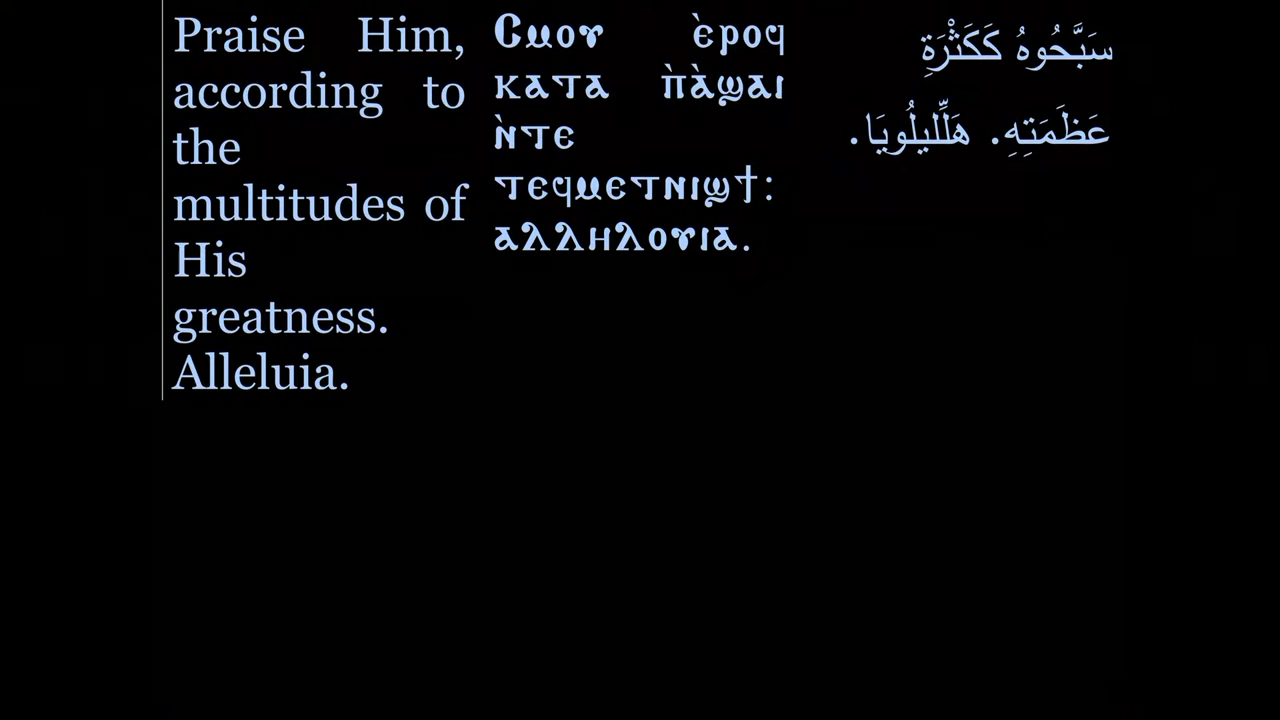 Praise Him,
according to
the
multitudes of
His
greatness.
Alleluia.
Ⲥⲙⲟⲩ ⲉ̀ⲣⲟϥ
ⲕⲁⲧⲁ ⲡ̀ⲁ̀ϣⲁⲓ
ⲛ̀ⲧⲉ
ⲧⲉϥⲙⲉⲧⲛⲓϣϯ:
ⲁⲗⲗⲏⲗⲟⲩⲓⲁ.
سَبَّحُوهُ كَكَثْرَةِ
عَظَمَتِهِ. هَلِّلِيلُويَا.